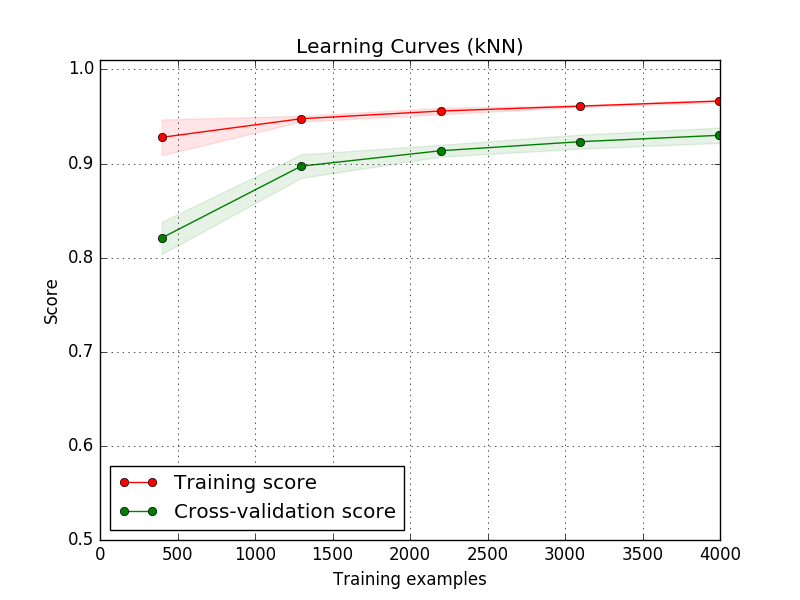 Learning Curves (kNN)
1.0
0.9
0.8
0.7
0.6
0.5
Score
Training score
Cross-validation score
0 500 1000 1500 2000 2500 3000 3500 4000
Training examples